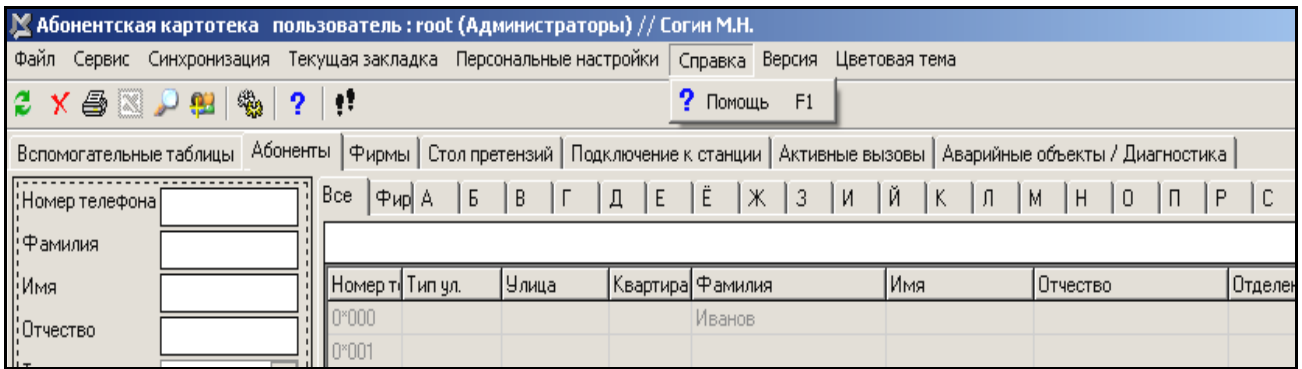 Абонентская картотека пользователь : root (Администраторы) // Согин М.Н.
Файл Сервис Синхронизация Текущая закладка Персональные настройки Справка Версия Цветовая тема
? Помощь F1
Вспомогательные таблицы Абоненты Фирмы Стол претензий Подключение к станции Активные вызовы Аварийные объекты / Диагностика
Номер телефона
Все Фир А Б В Г Д Е Ё Ж З И Й К Л М Н О П Р С
Фамилия
Имя
Номер т Тип ул. Улица Квартира Фамилия Имя Отчество Отделен
0*000 Иванов
Отчество
0*001